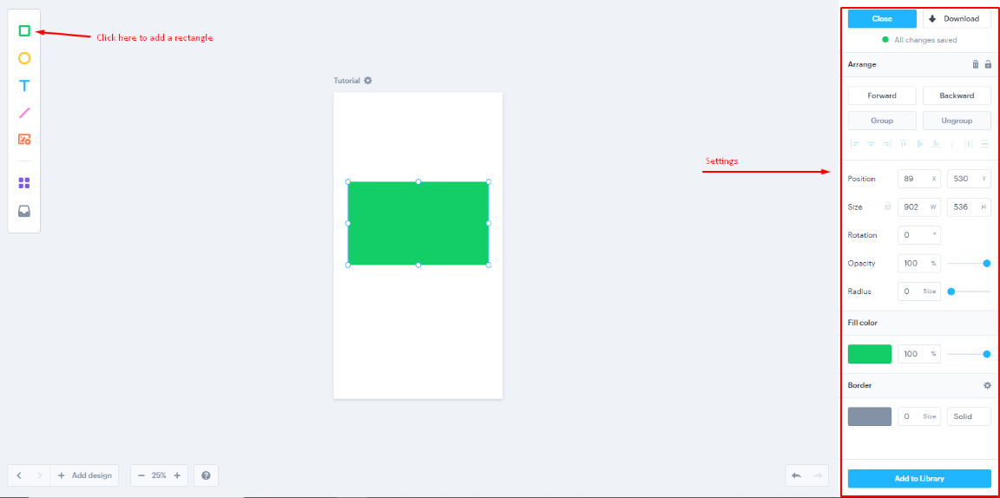 Click here to add a rectangle
T
Tutorial
Settings
Close
Download
All changes saved
Arrange
Forward
Backward
Group
Ungroup
Position 89 X 530 Y
Size 902 W 536 H
Rotation 0 °
Opacity 100 %
Radius 0 Size
Fill color
100 %
Border
0 Size Solid
Add to Library
+ Add design
− 25% +
?